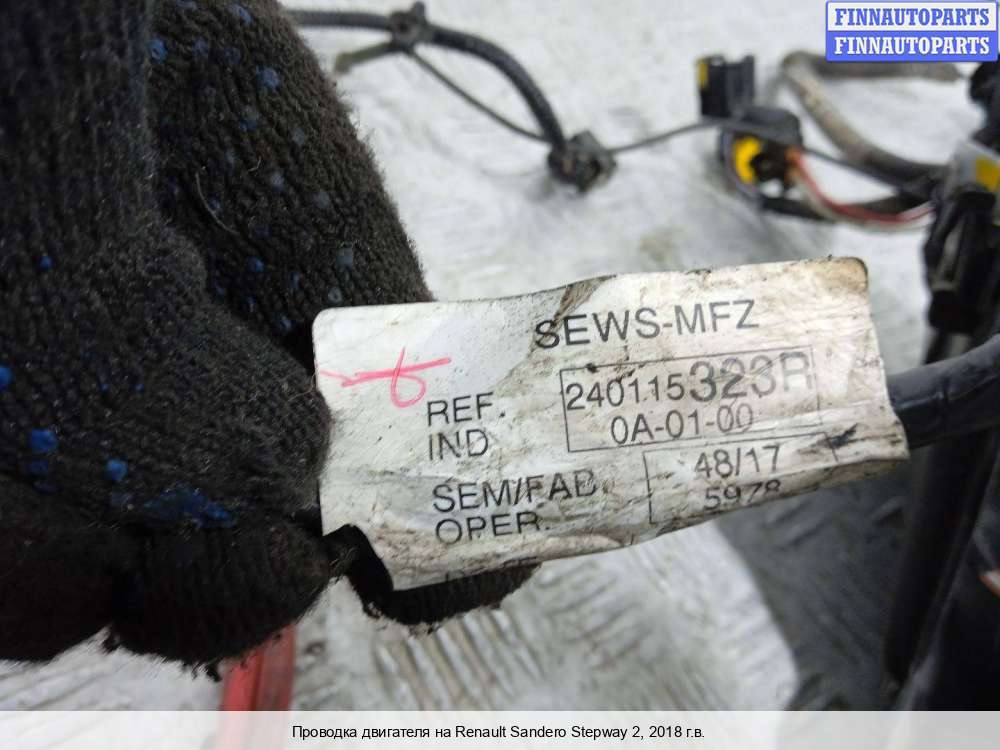 FINNAUTOPARTS
FINNAUTOPARTS
SEWS-MFZ
REF. 240115323R
IND 0A-01-00
SEM/FAB. 48/17
OPER. 5978
Проводка двигателя на Renault Sandero Stepway 2, 2018 г.в.